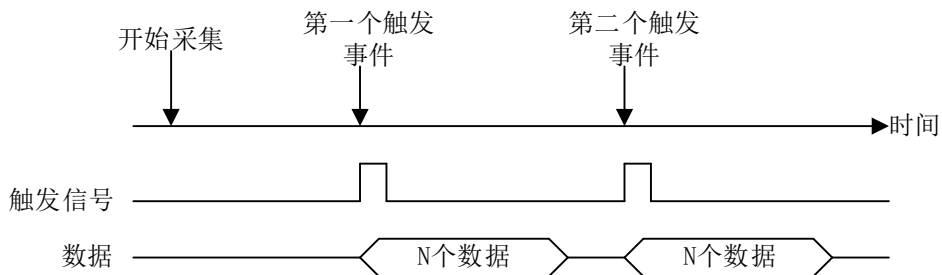 开始采集
第一个触发
事件
第二个触发
事件
时间
触发信号
数据
N个数据
N个数据